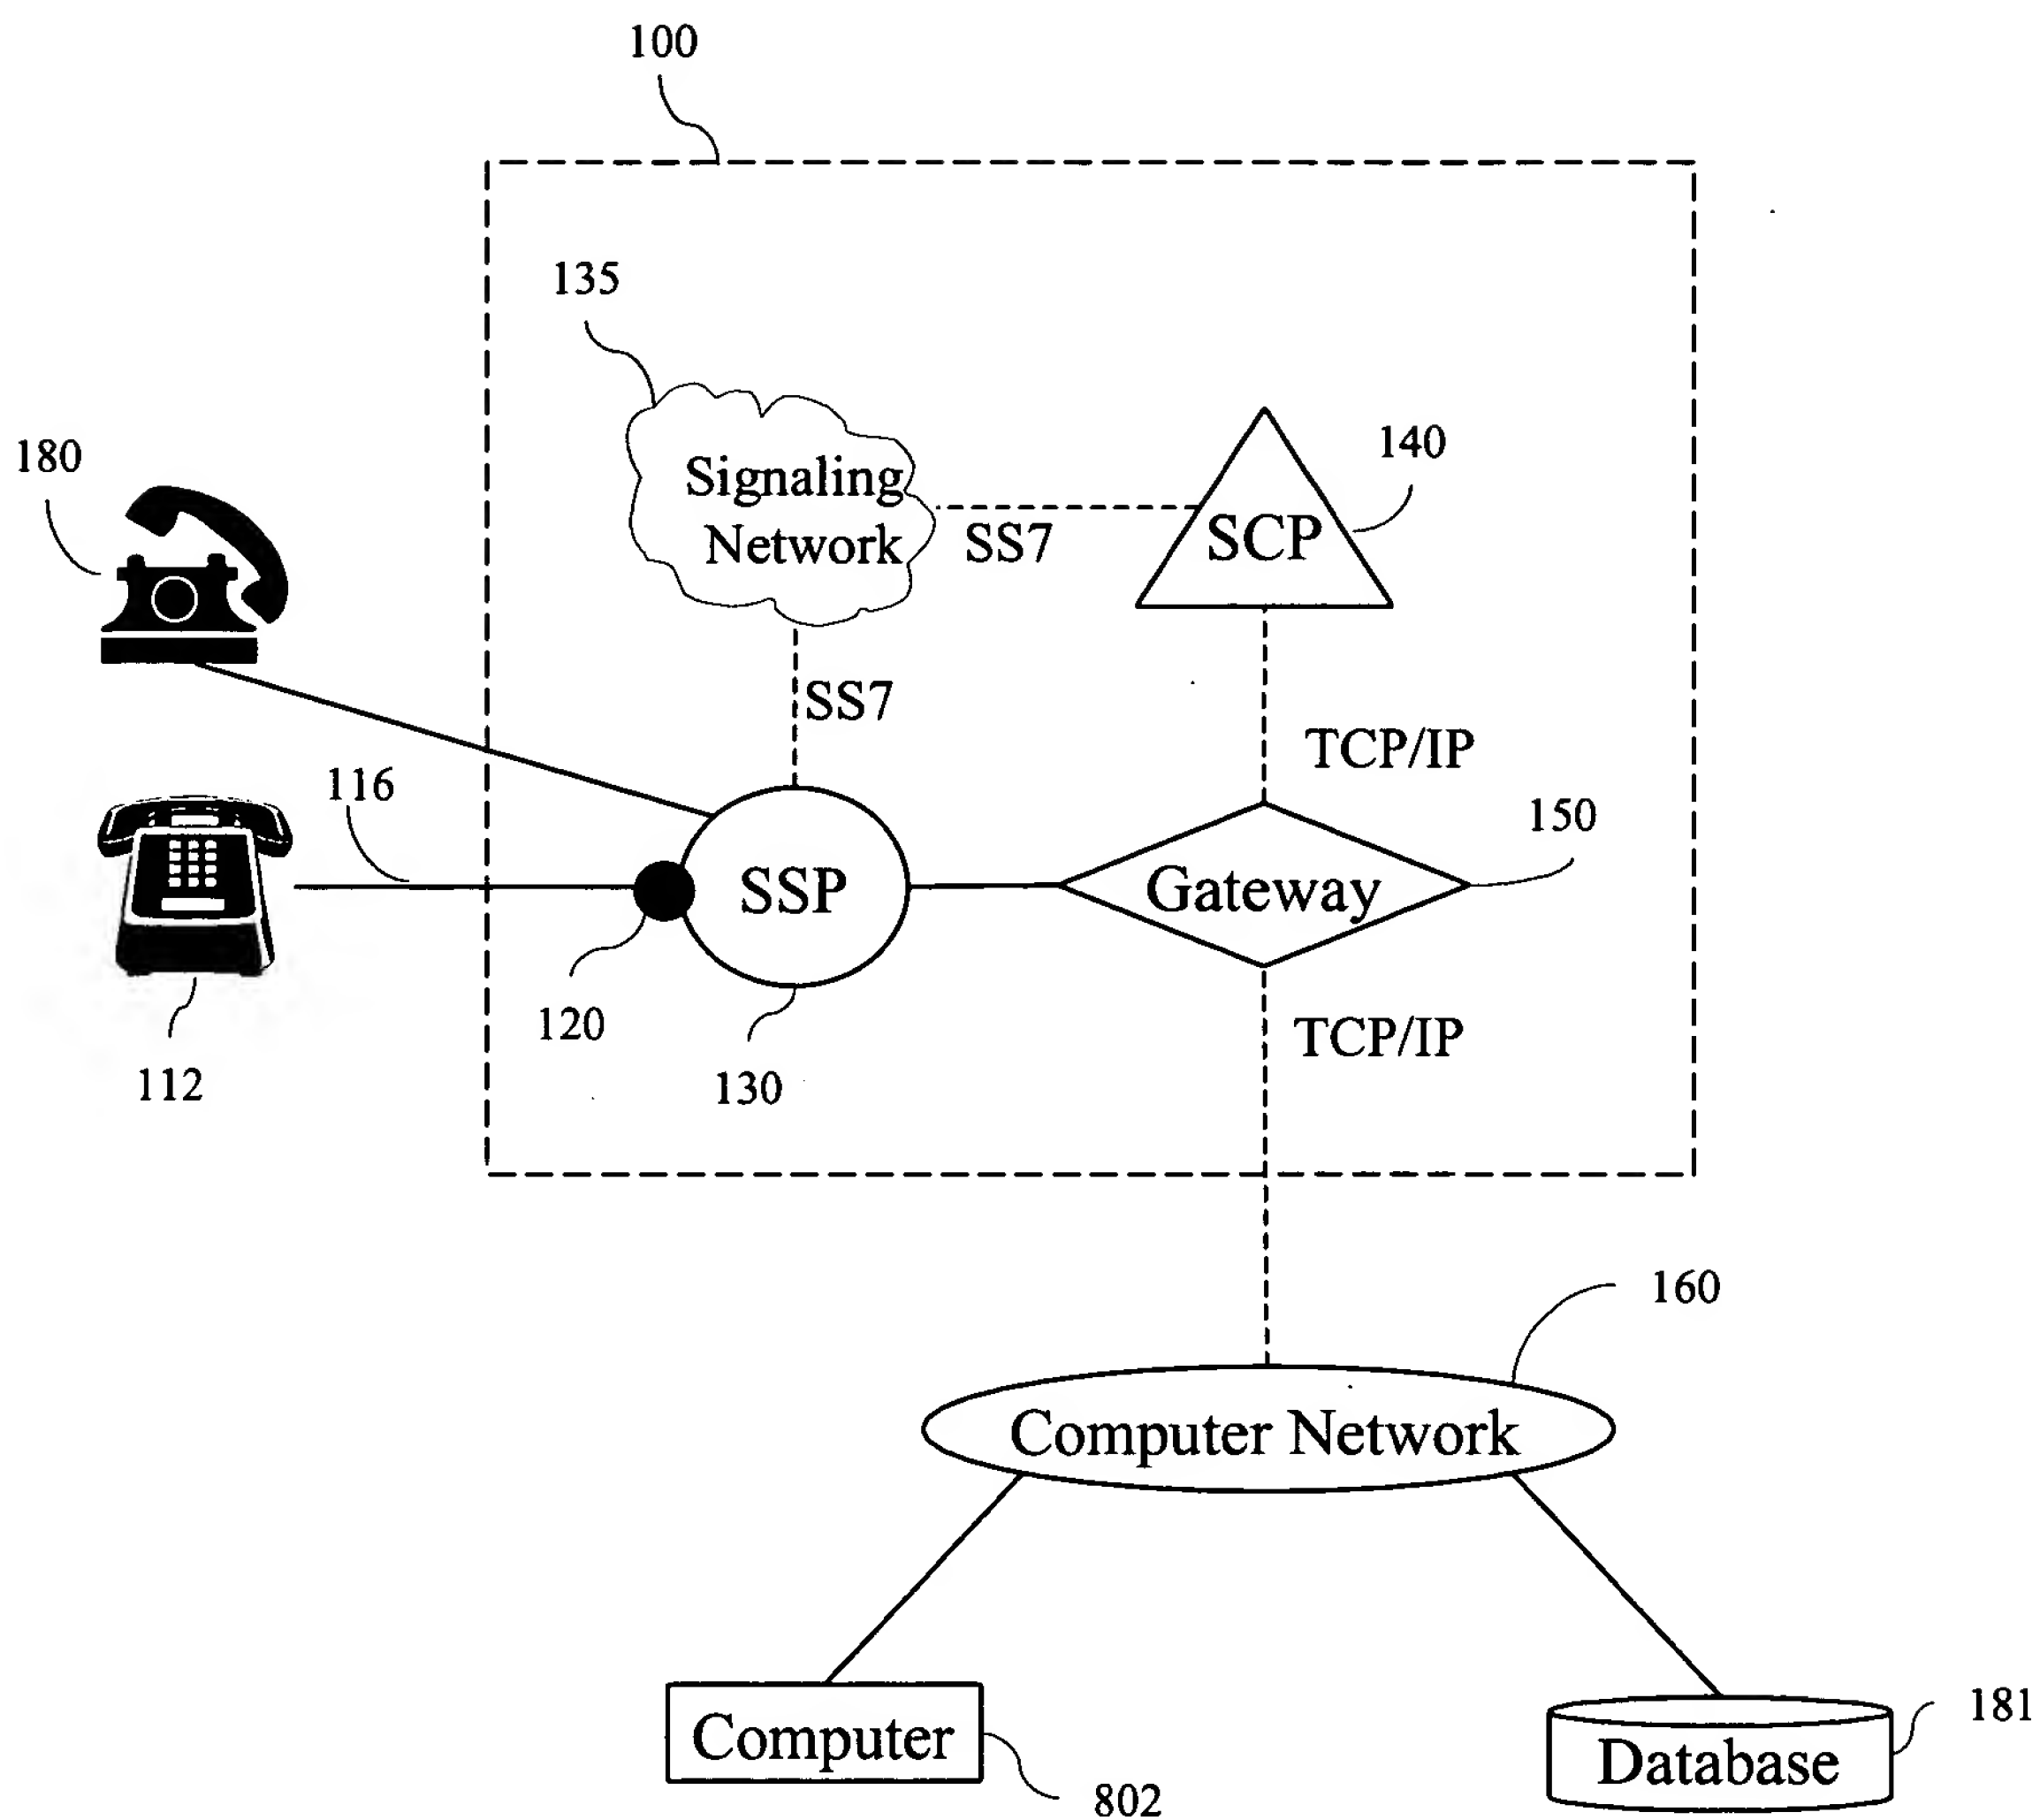 100
135
Signaling
Network
SS7
SCP
140
180
SS7
TCP/IP
116
150
SSP
Gateway
120
130
112
TCP/IP
160
Computer Network
Computer
802
Database
181